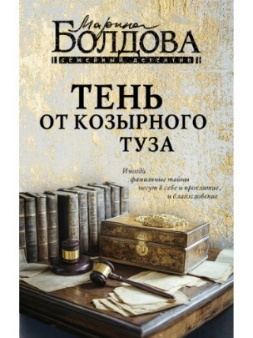 Марина
БОЛДОВА
СЕМЕЙНЫЙ ДЕТЕКТИВ
ТЕНЬ
ОТ КОЗЫРНОГО
ТУЗА
Иногда
фамильные тайны
несут в себе и проклятие,
и благословение